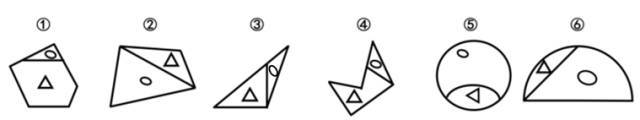 ① ② ③ ④ ⑤ ⑥